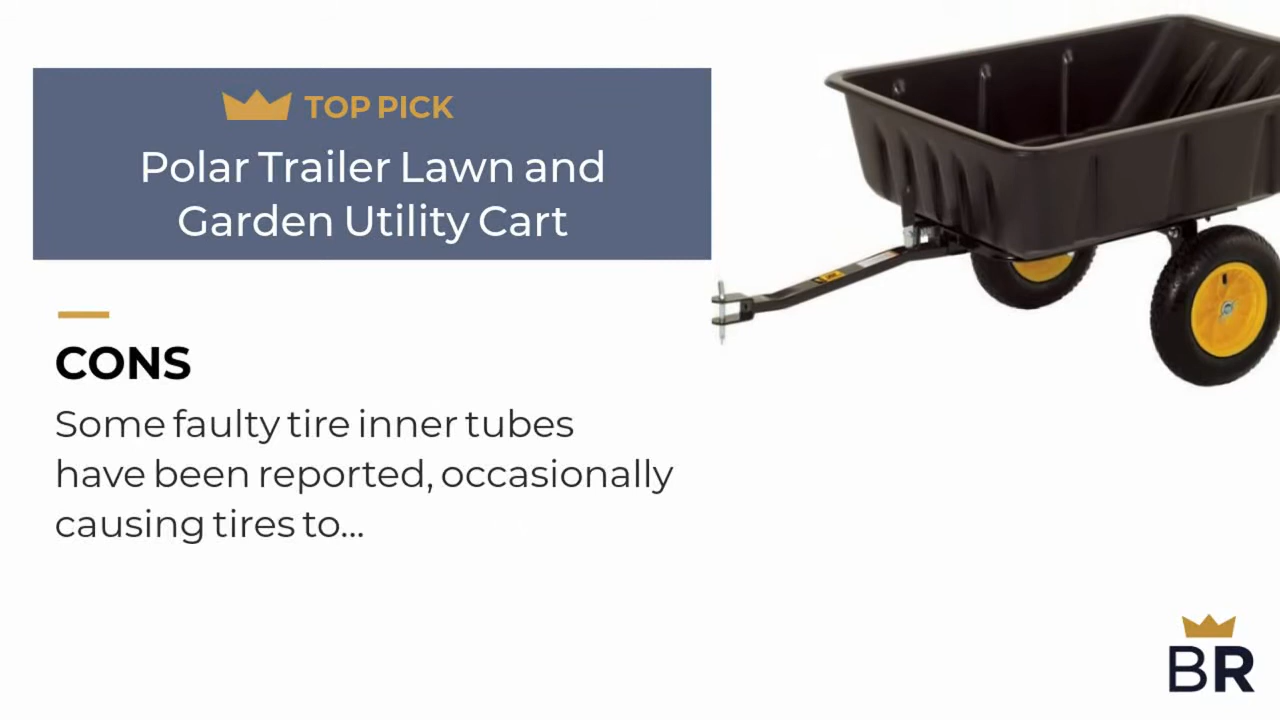 TOP PICK
Polar Trailer Lawn and
Garden Utility Cart
CONS
Some faulty tire inner tubes
have been reported, occasionally
causing tires to...
BR